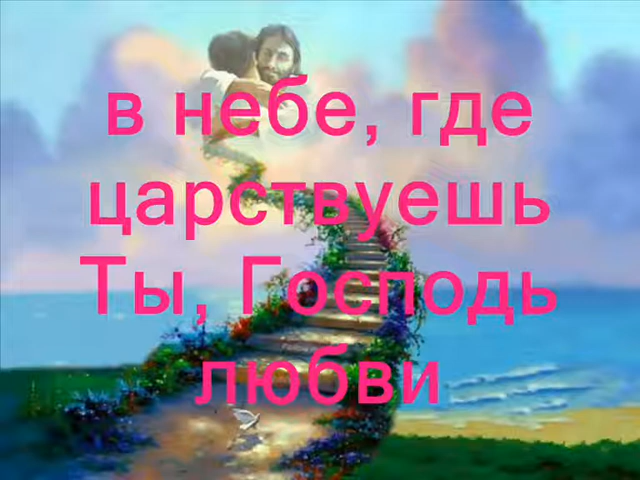 в небе, где
царствуешь
Ты, Господь
любви